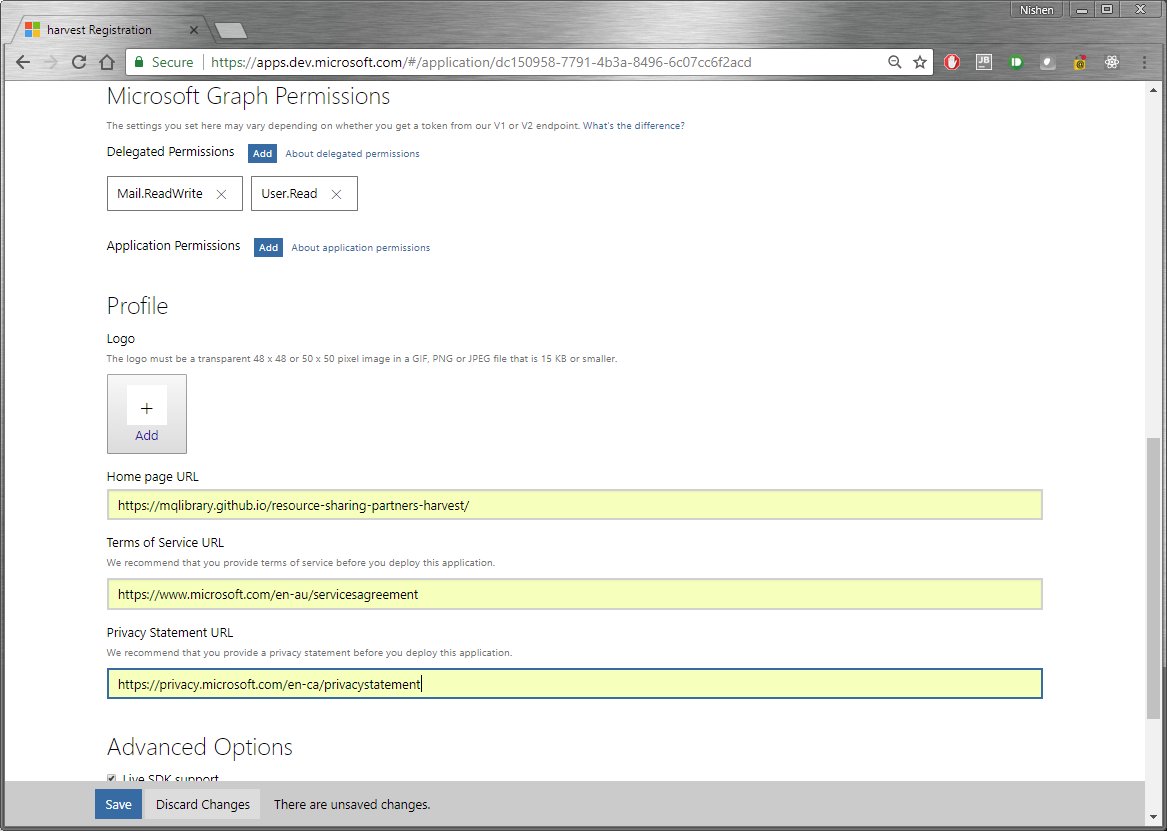 Nishen
harvest Registration
Secure https://apps.dev.microsoft.com/#/application/dc150958-7791-4b3a-8496-6c07cc6f2acd
JB
Microsoft Graph Permissions
The settings you set here may vary depending on whether you get a token from our V1 or V2 endpoint. What's the difference?
Delegated Permissions Add About delegated permissions
Mail.ReadWrite User.Read
Application Permissions Add About application permissions
Profile
Logo
The logo must be a transparent 48 x 48 or 50 x 50 pixel image in a GIF, PNG or JPEG file that is 15 KB or smaller.
+
Add
Home page URL
https://mqlibrary.github.io/resource-sharing-partners-harvest/
Terms of Service URL
We recommend that you provide terms of service before you deploy this application.
https://www.microsoft.com/en-au/servicesagreement
Privacy Statement URL
We recommend that you provide a privacy statement before you deploy this application.
https://privacy.microsoft.com/en-ca/privacystatement
Advanced Options
Live SDK support
Save Discard Changes There are unsaved changes.